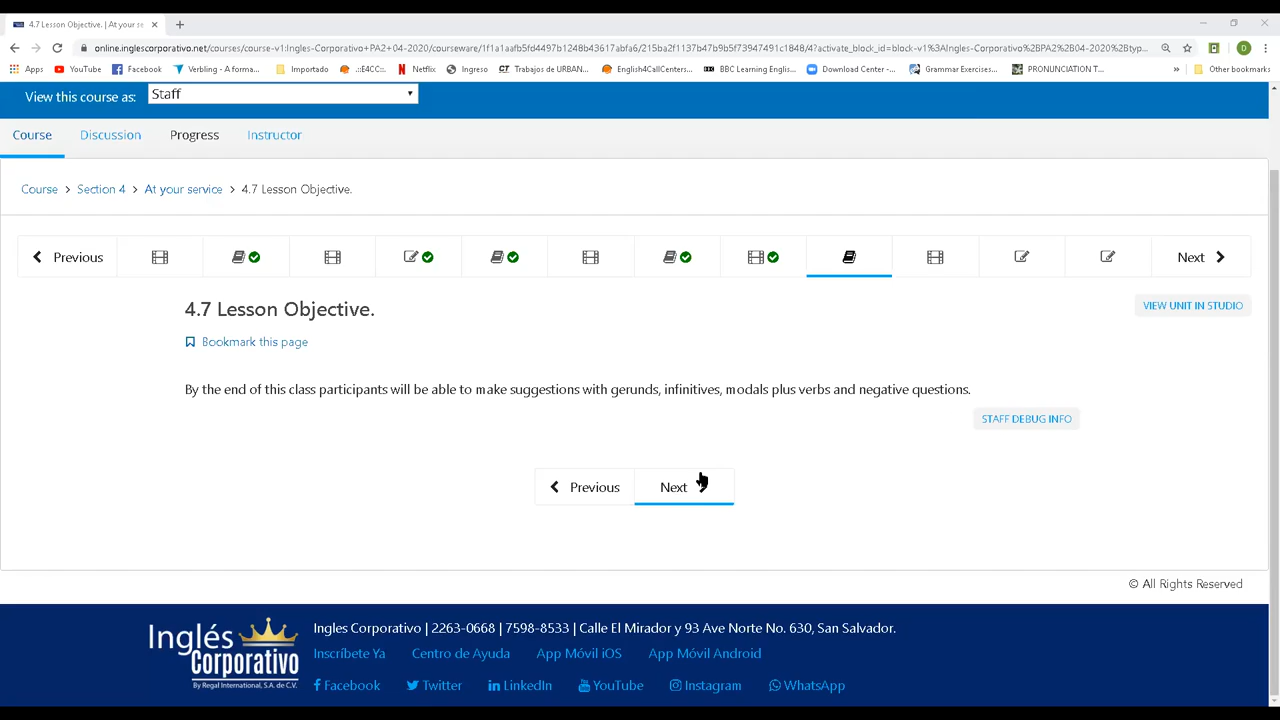 4.7 Lesson Objective. | At your se
online.inglescorporativo.net/courses/course-v1:Ingles-Corporativo+PA2+04-2020/courseware/1f1a1aafb5fd4497b1248b43617abfa6/215ba2f1137b47b9b5f73947491c1848/4?activate_block_id=block-v1%3AIngles-Corporativo%2BPA2%2B04-2020%2Btyp...
D
Apps YouTube Facebook Verbling - A forma... Importado .::E4CC::. Netflix Ingreso CT Trabajos de URBAN... English4CallCenters... BBC Learning Englis... Download Center -... Grammar Exercises... PRONUNCIATION T... » Other bookmarks
View this course as: Staff
Course Discussion Progress Instructor
Course > Section 4 > At your service > 4.7 Lesson Objective.
Previous Next
4.7 Lesson Objective.
VIEW UNIT IN STUDIO
Bookmark this page
By the end of this class participants will be able to make suggestions with gerunds, infinitives, modals plus verbs and negative questions.
STAFF DEBUG INFO
Previous Next
© All Rights Reserved
Inglés Corporativo
By Regal International, S.A. de C.V.
Ingles Corporativo | 2263-0668 | 7598-8533 | Calle El Mirador y 93 Ave Norte No. 630, San Salvador.
Inscríbete Ya Centro de Ayuda App Móvil iOS App Móvil Android
Facebook Twitter LinkedIn YouTube Instagram WhatsApp